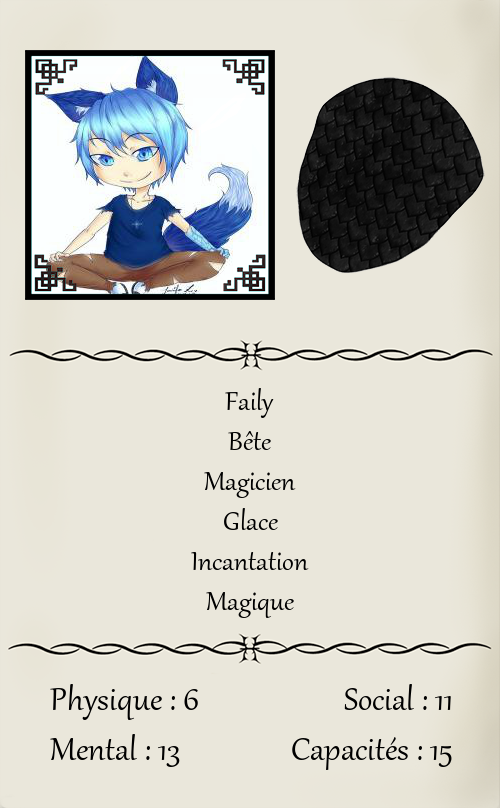 Faily
Bête
Magicien
Glace
Incantation
Magique
Physique : 6 Social : 11
Mental : 13 Capacités : 15